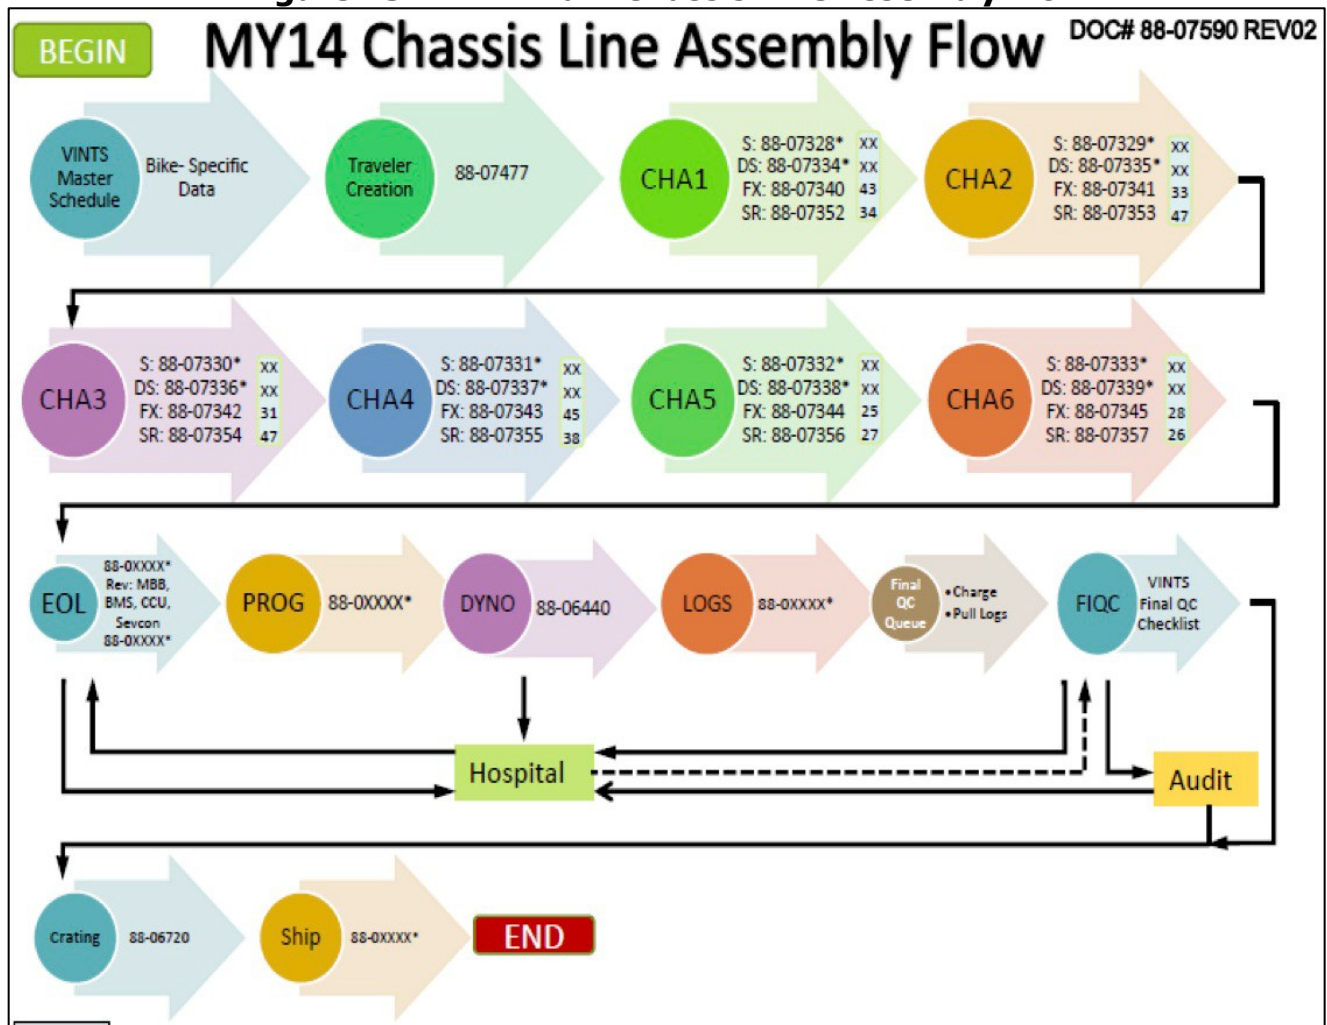 BEGIN
MY14 Chassis Line Assembly Flow
DOC# 88-07590 REV02
VINTS
Master
Schedule
Bike- Specific
Data
Traveler
Creation
88-07477
CHA1
S: 88-07328* XX
DS: 88-07334* XX
FX: 88-07340 43
SR: 88-07352 34
CHA2
S: 88-07329* XX
DS: 88-07335* XX
FX: 88-07341 33
SR: 88-07353 47
CHA3
S: 88-07330* XX
DS: 88-07336* XX
FX: 88-07342 31
SR: 88-07354 47
CHA4
S: 88-07331* XX
DS: 88-07337* XX
FX: 88-07343 45
SR: 88-07355 38
CHA5
S: 88-07332* XX
DS: 88-07338* XX
FX: 88-07344 25
SR: 88-07356 27
CHA6
S: 88-07333* XX
DS: 88-07339* XX
FX: 88-07345 28
SR: 88-07357 26
EOL
88-0XXXX*
Rev: MBB,
BMS, CCU,
Sevcon
88-0XXXX*
PROG
88-0XXXX*
DYNO
88-06440
LOGS
88-0XXXX*
Final
QC
Queue
•Charge
•Pull Logs
FIQC
VINTS
Final QC
Checklist
Hospital
Audit
Crating
88-06720
Ship
88-0XXXX*
END